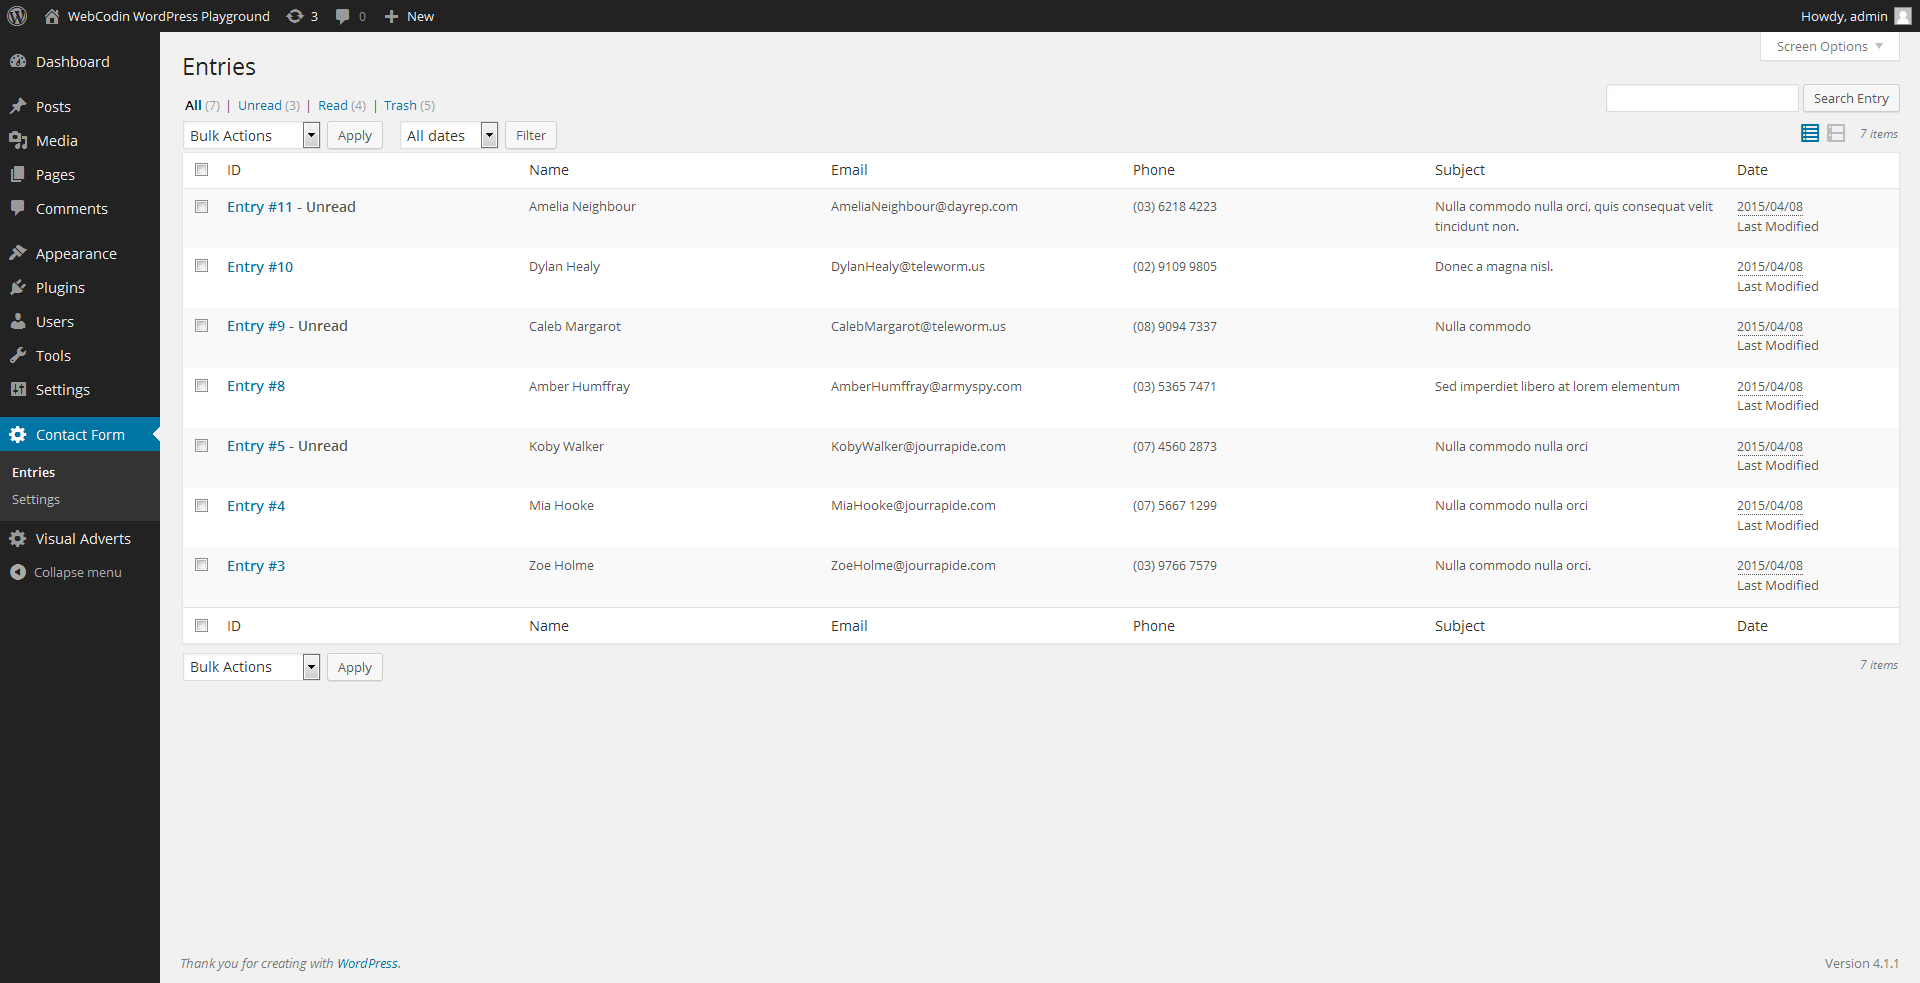 WebCodin WordPress Playground 3 0 New Howdy, admin
Screen Options
Dashboard
Posts
Media
Pages
Comments
Appearance
Plugins
Users
Tools
Settings
Contact Form
Entries
Settings
Visual Adverts
Collapse menu
Entries
All (7) | Unread (3) | Read (4) | Trash (5)
Search Entry
Bulk Actions Apply All dates Filter 7 items
ID Name Email Phone Subject Date
Entry #11 - Unread Amelia Neighbour AmeliaNeighbour@dayrep.com (03) 6218 4223 Nulla commodo nulla orci, quis consequat velit 2015/04/08
tincidunt non. Last Modified
Entry #10 Dylan Healy DylanHealy@teleworm.us (02) 9109 9805 Donec a magna nisl. 2015/04/08
Last Modified
Entry #9 - Unread Caleb Margarot CalebMargarot@teleworm.us (08) 9094 7337 Nulla commodo 2015/04/08
Last Modified
Entry #8 Amber Humffray AmberHumffray@armyspy.com (03) 5365 7471 Sed imperdiet libero at lorem elementum 2015/04/08
Last Modified
Entry #5 - Unread Koby Walker KobyWalker@jourrapide.com (07) 4560 2873 Nulla commodo nulla orci 2015/04/08
Last Modified
Entry #4 Mia Hooke MiaHooke@jourrapide.com (07) 5667 1299 Nulla commodo nulla orci 2015/04/08
Last Modified
Entry #3 Zoe Holme ZoeHolme@jourrapide.com (03) 9766 7579 Nulla commodo nulla orci. 2015/04/08
Last Modified
ID Name Email Phone Subject Date
Bulk Actions Apply 7 items
Thank you for creating with WordPress. Version 4.1.1